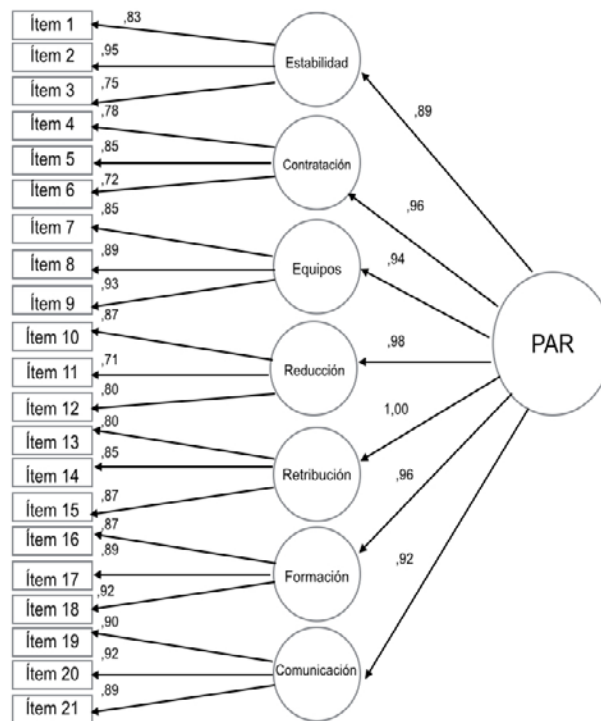 Ítem 1
,83
Ítem 2
,95
Ítem 3
,75
Estabilidad
Ítem 4
,78
Ítem 5
,85
Ítem 6
,72
Contratación
Ítem 7
,85
Ítem 8
,89
Ítem 9
,93
Equipos
Ítem 10
,87
Ítem 11
,71
Ítem 12
,80
Reducción
Ítem 13
,80
Ítem 14
,85
Ítem 15
,87
Retribución
Ítem 16
,87
Ítem 17
,89
Ítem 18
,92
Formación
Ítem 19
,90
Ítem 20
,92
Ítem 21
,89
Comunicación
,89
,96
,94
,98
1,00
,96
,92
PAR